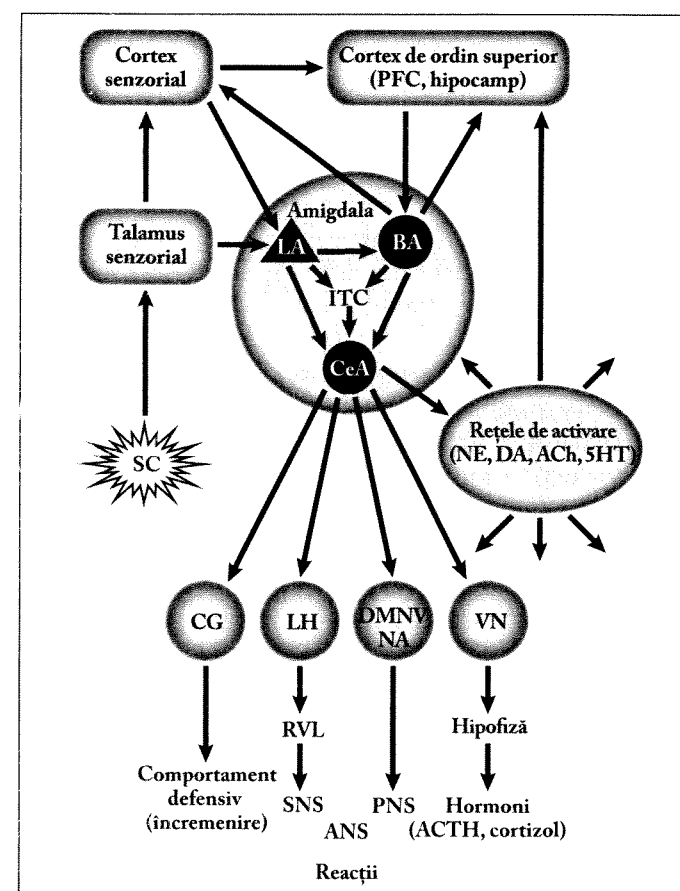 Cortex
senzorial
Cortex de ordin superior
(PFC, hipocamp)
Amigdala
Talamus
senzorial
LA
BA
ITC
CeA
SC
Rețele de activare
(NE, DA, ACh, 5HT)
CG
LH
DMNV
NA
VN
RVL
Hipofiză
Comportament
defensiv
(încremenire)
SNS
PNS
ANS
Hormoni
(ACTH, cortizol)
Reacții